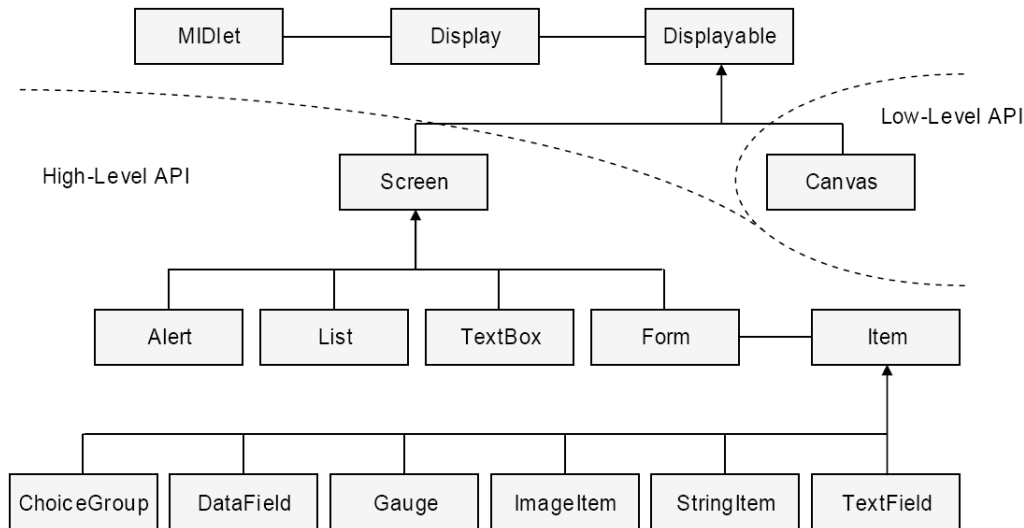 MIDlet
Display
Displayable
Low-Level API
High-Level API
Screen
Canvas
Alert
List
TextBox
Form
Item
ChoiceGroup
DataField
Gauge
ImageItem
StringItem
TextField